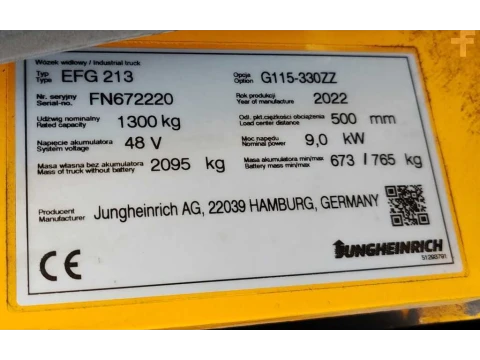 Wózek widłowy / Industrial truck
Typ EFG 213 Opcje G115-330ZZ
Type Option
Nr. seryjny FN672220 Rok produkcji 2022
Serial-no. Year of manufacture
Udźwig nominalny 1300 kg Odl. pkt.ciężkości obciążenia 500 mm
Rated capacity Load center distance
Napięcie akumulatora 48 V Moc napędu 9,0 kW
System voltage Nominal power
Masa własna bez akumulatora 2095 kg Masa akumulatora min/max 673 / 765 kg
Mass of truck without battery Battery mass min/max
Producent Jungheinrich AG, 22039 HAMBURG, GERMANY
Manufacturer
JUNGHEINRICH
51293791
CE